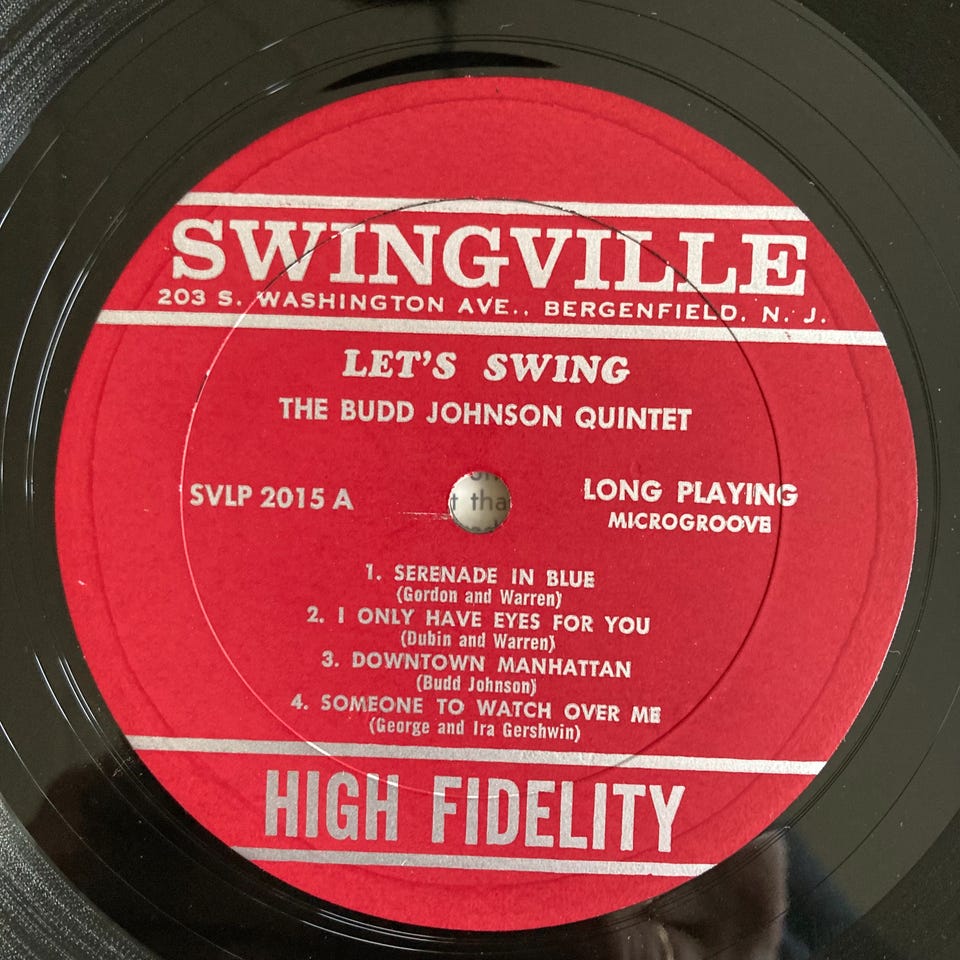 SWINGVILLE
203 S. WASHINGTON AVE., BERGENFIELD, N. J.
LET'S SWING
THE BUDD JOHNSON QUINTET
SVLP 2015 A
LONG PLAYING
MICROGROOVE
t tha
1. SERENADE IN BLUE
(Gordon and Warren)
2. I ONLY HAVE EYES FOR YOU
(Dubin and Warren)
3. DOWNTOWN MANHATTAN
(Budd Johnson)
4. SOMEONE TO WATCH OVER ME
(George and Ira Gershwin)
HIGH FIDELITY